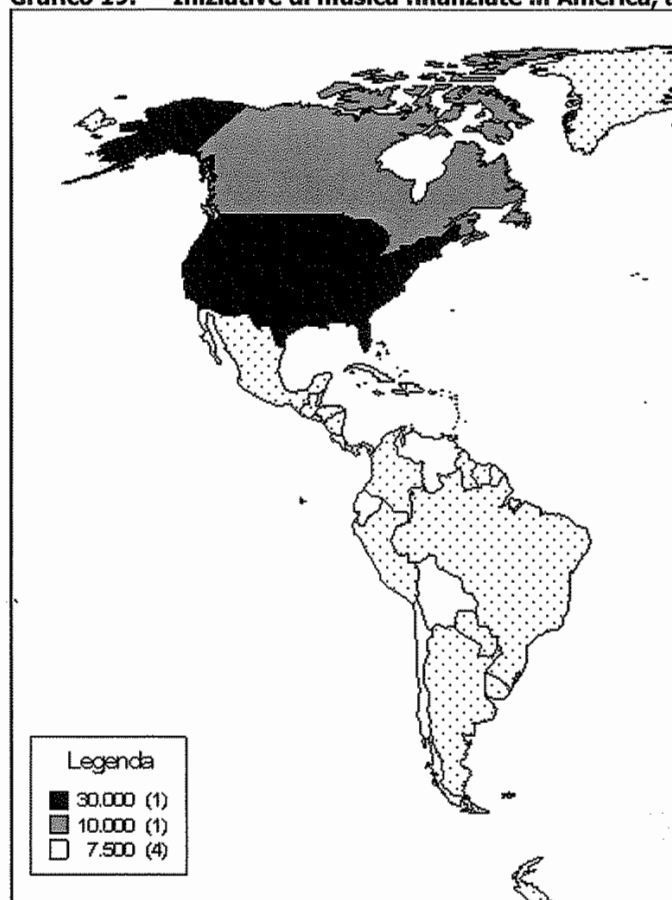 Grafico 19. Iniziative di musica finanziate in America,
Legenda
30.000 (1)
10.000 (1)
7.500 (4)